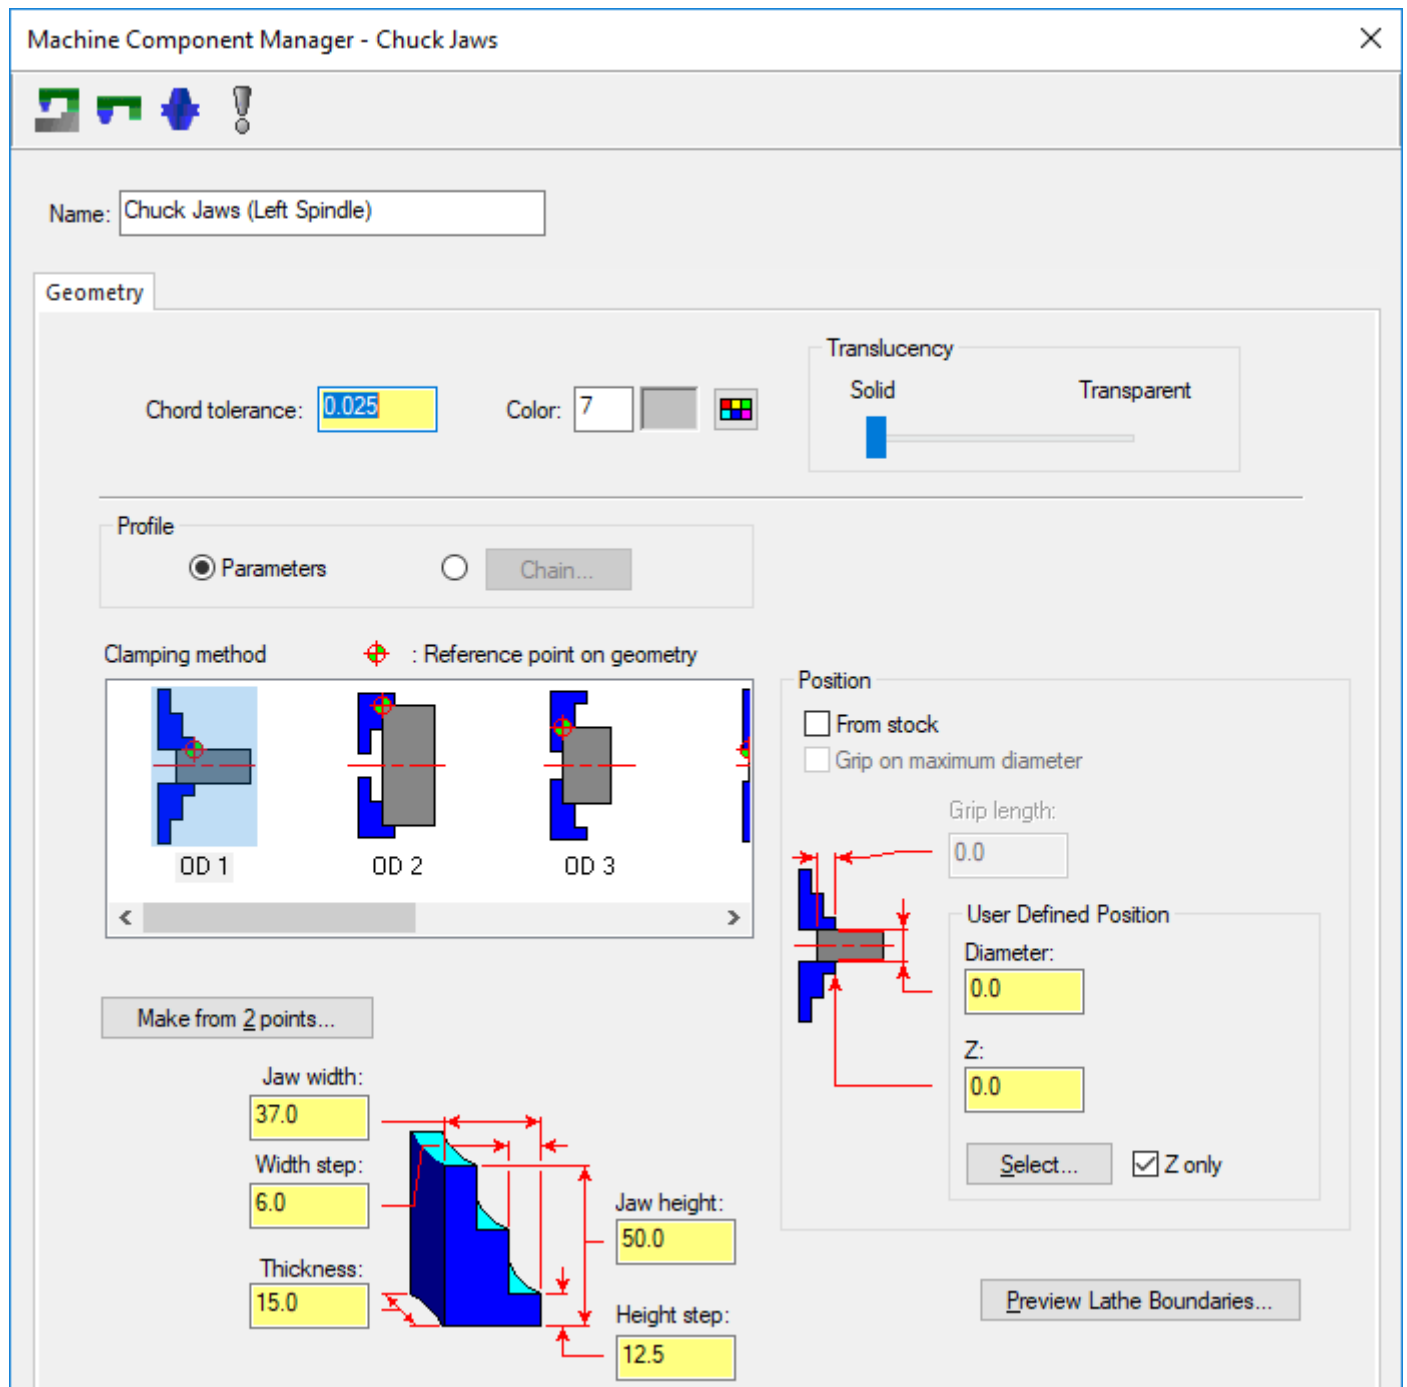 Machine Component Manager - Chuck Jaws
Name: Chuck Jaws (Left Spindle)
Geometry
Translucency
Solid Transparent
Chord tolerance: 0.025 Color: 7
Profile
Parameters Chain...
Clamping method : Reference point on geometry
OD 1 OD 2 OD 3
Position
From stock
Grip on maximum diameter
Grip length:
0.0
User Defined Position
Diameter:
0.0
Z:
0.0
Select... Z only
Make from 2 points...
Jaw width:
37.0
Width step:
6.0
Thickness:
15.0
Jaw height:
50.0
Height step:
12.5
Preview Lathe Boundaries...